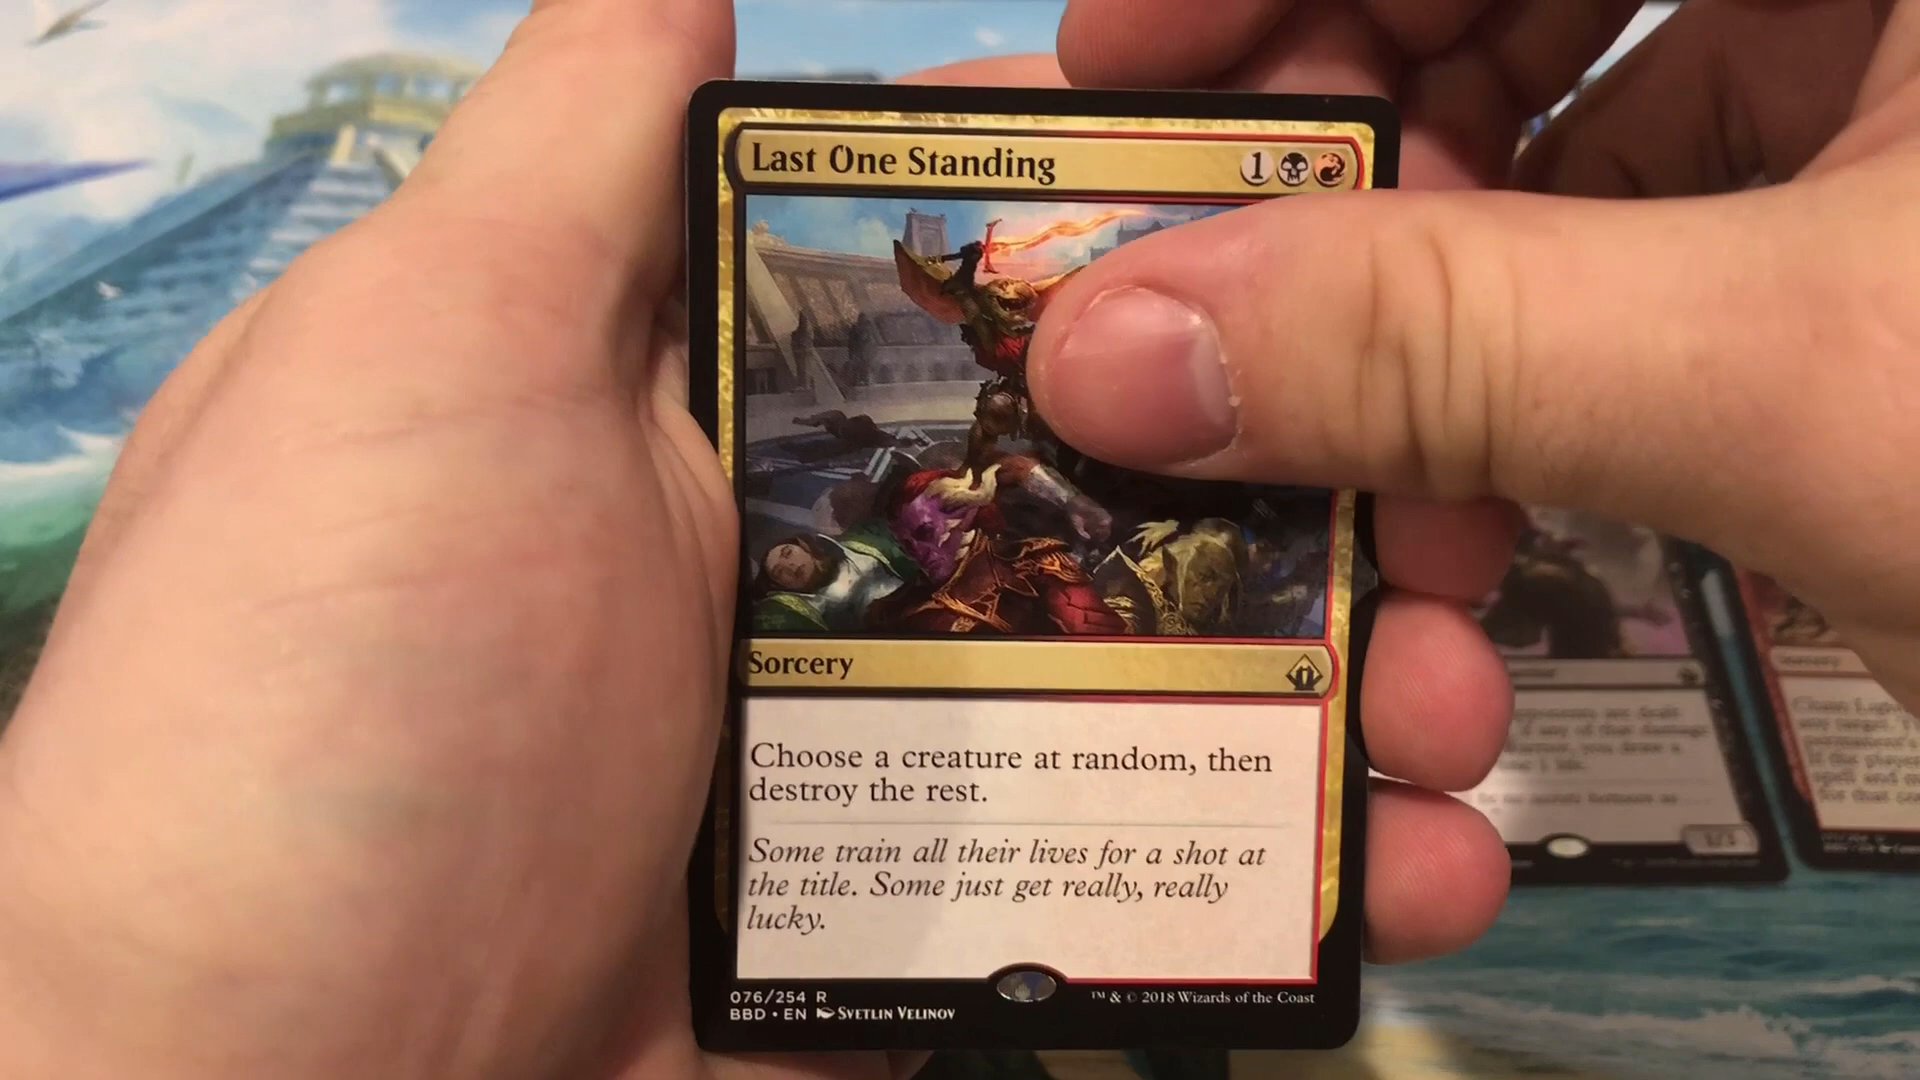 Last One Standing 1
Sorcery
Choose a creature at random, then
destroy the rest.
Some train all their lives for a shot at
the title. Some just get really, really
lucky.
076/254 R
BBD • EN SVETLIN VELINOV
™ & © 2018 Wizards of the Coast